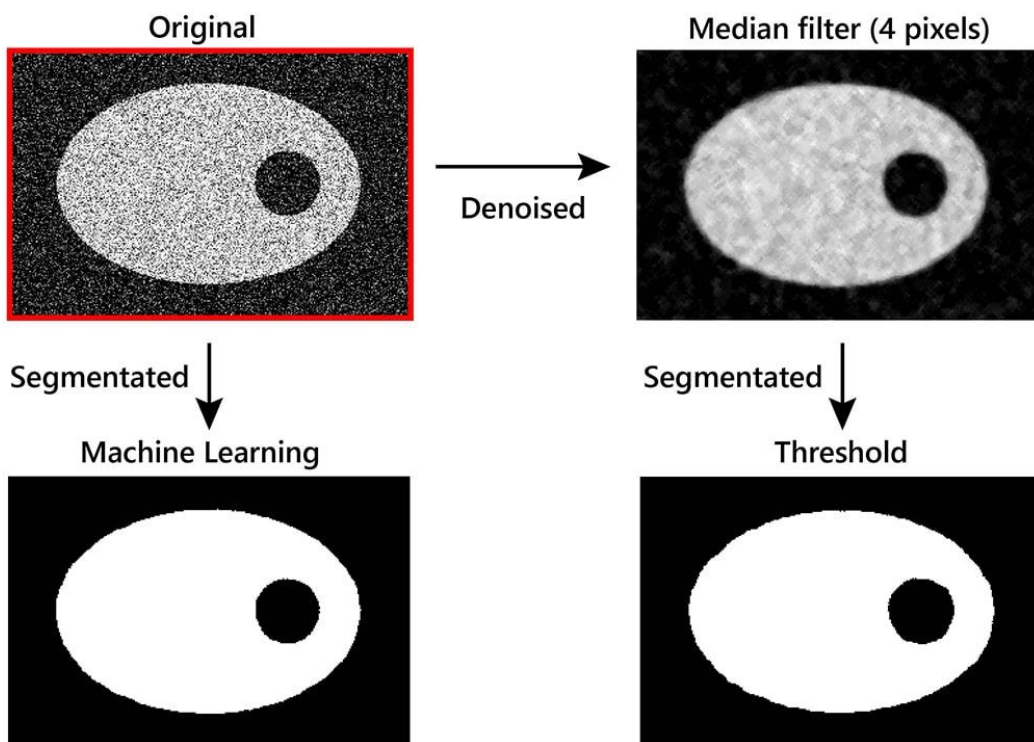 Original
Median filter (4 pixels)
Denoised
Segmentated
Segmentated
Machine Learning
Threshold